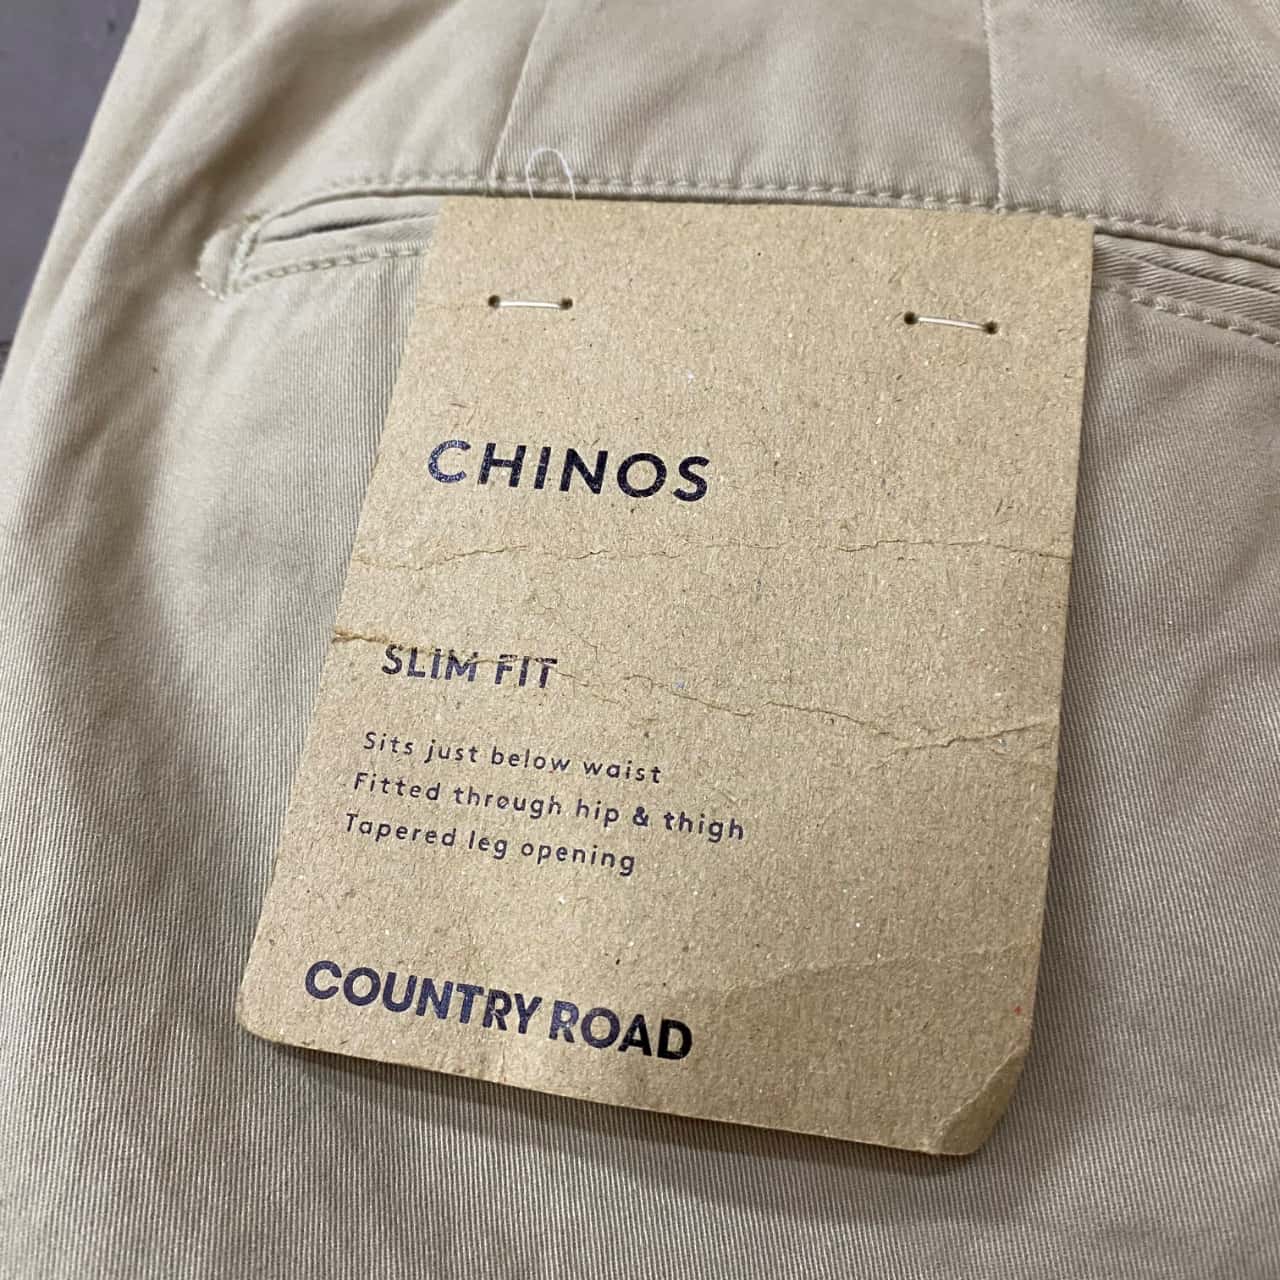 CHINOS
SLIM FIT
Sits just below waist
Fitted through hip & thigh
Tapered leg opening
COUNTRY ROAD